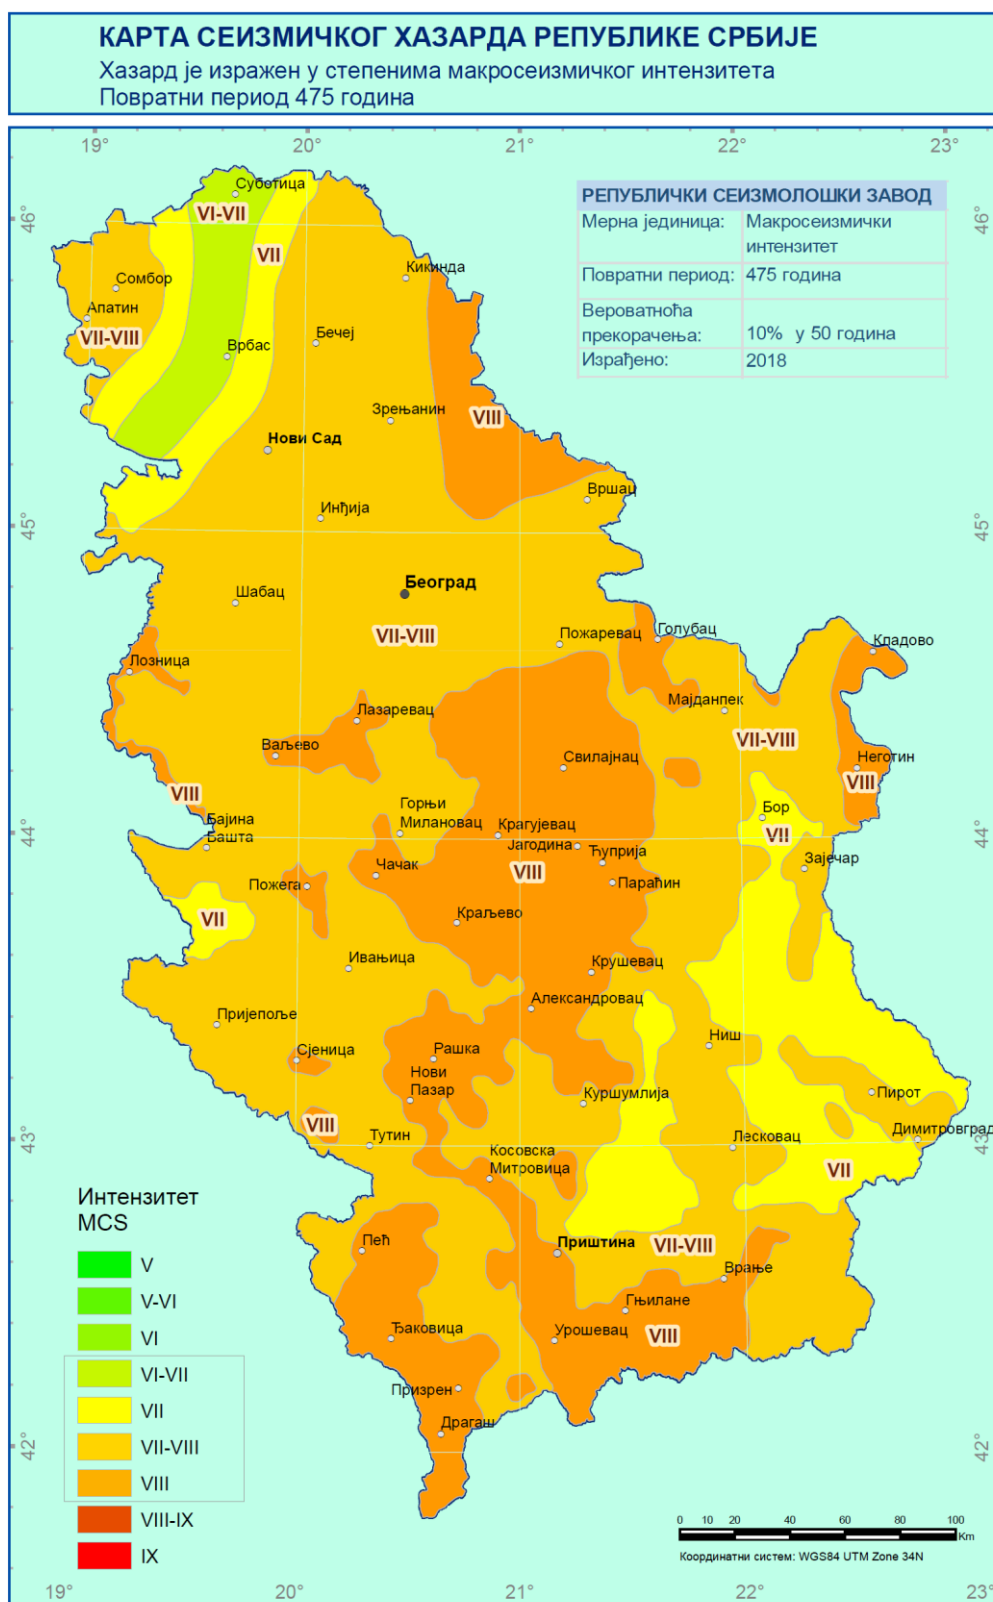 КАРТА СЕИЗМИЧКОГ ХАЗАРДА РЕПУБЛИКЕ СРБИЈЕ
Хазард је изражен у степенима макросеизмичког интензитета
Повратни период 475 година
19°
20°
21°
22°
23°
46°
46°
РЕПУБЛИЧКИ СЕИЗМОЛОШКИ ЗАВОД
Мерна јединица: Макросеизмички
интензитет
Повратни период: 475 година
Вероватноћа
прекорачења: 10% у 50 година
Израђено: 2018
Суботица
VI-VII
VII
Кикинда
Сомбор
Апатин
VII-VIII
Бечеј
Врбас
Зрењанин
VIII
Нови Сад
Вршац
Инђија
45°
45°
Београд
Шабац
VII-VIII
Пожаревац
Голубац
Кладово
Лозница
Мајданпек
Лазаревац
VII-VIII
Ваљево
Свилајнац
Неготин
VIII
VIII
Бор
Горњи
Милановац
Бајина
Башта
Крагујевац
VII
44°
44°
Јагодина
Ћуприја
Зајечар
Чачак
VIII
Параћин
Пожега
VII
Краљево
Ивањица
Крушевац
Александровац
Пријепоље
Ниш
Рашка
Сјеница
Нови
Пазар
Куршумлија
Пирот
VIII
Димитровград
43°
43°
Тутин
Лесковац
Косовска
Митровица
VII
Интензитет
MCS
V
V-VI
VI
VI-VII
VII
VII-VIII
VIII
VIII-IX
IX
Пећ
Приштина
VII-VIII
Врање
Гњилане
Ђаковица
Урошевац
VIII
Призрен
Драгаш
42°
42°
0 10 20 40 60 80 100
Km
Координатни систем: WGS84 UTM Zone 34N
19°
20°
21°
22°
23°